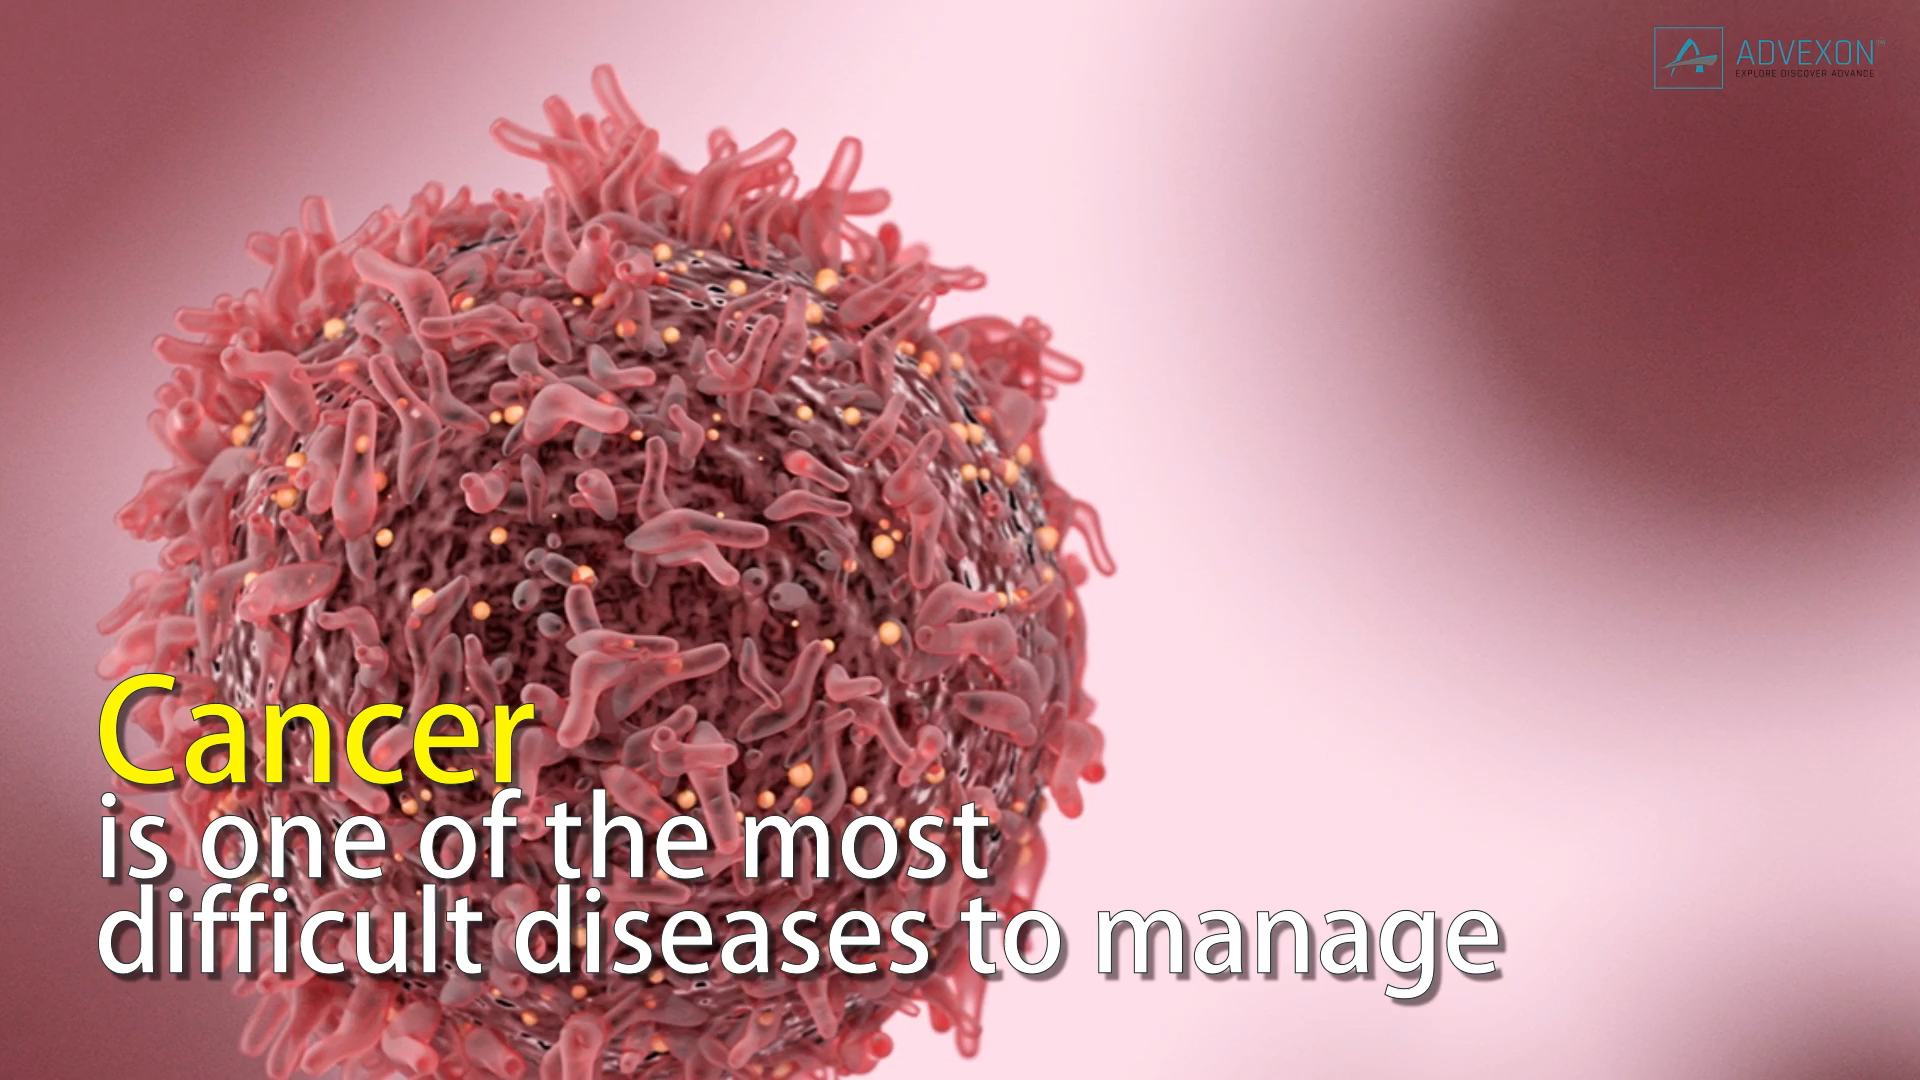 ADVEXON™
EXPLORE DISCOVER ADVANCE
Cancer
is one of the most
difficult diseases to manage